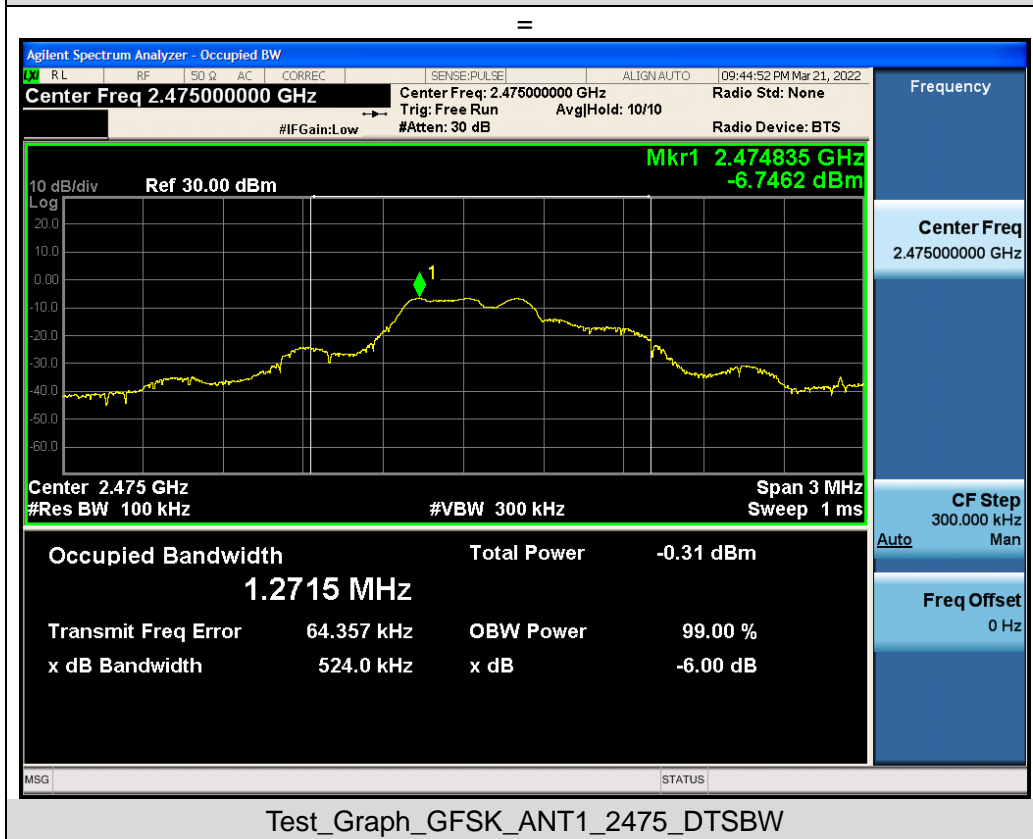 =
Agilent Spectrum Analyzer - Occupied BW
LXI RL RF 50 Ω AC CORREC SENSE:PULSE ALIGN AUTO 09:44:52 PM Mar 21, 2022
Center Freq 2.475000000 GHz
Center Freq: 2.475000000 GHz
Radio Std: None
Trig: Free Run Avg|Hold: 10/10
#IFGain:Low #Atten: 30 dB Radio Device: BTS
Mkr1 2.474835 GHz
-6.7462 dBm
10 dB/div Ref 30.00 dBm
Log
20.0
10.0
0.00
-10.0
-20.0
-30.0
-40.0
-50.0
-60.0
1
Center 2.475 GHz Span 3 MHz
#Res BW 100 kHz #VBW 300 kHz Sweep 1 ms
Occupied Bandwidth Total Power -0.31 dBm
1.2715 MHz
Transmit Freq Error 64.357 kHz OBW Power 99.00 %
x dB Bandwidth 524.0 kHz x dB -6.00 dB
MSG STATUS
Frequency
Center Freq
2.475000000 GHz
CF Step
300.000 kHz
Auto Man
Freq Offset
0 Hz
Test_Graph_GFSK_ANT1_2475_DTSBW